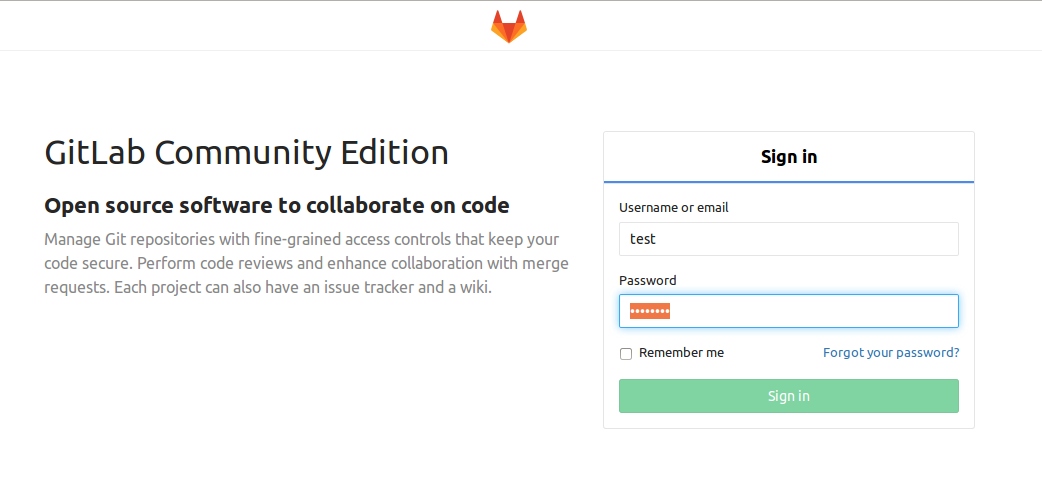 GitLab Community Edition
Open source software to collaborate on code
Manage Git repositories with fine-grained access controls that keep your
code secure. Perform code reviews and enhance collaboration with merge
requests. Each project can also have an issue tracker and a wiki.
Sign in
Username or email
test
Password
••••••••
Remember me
Forgot your password?
Sign in